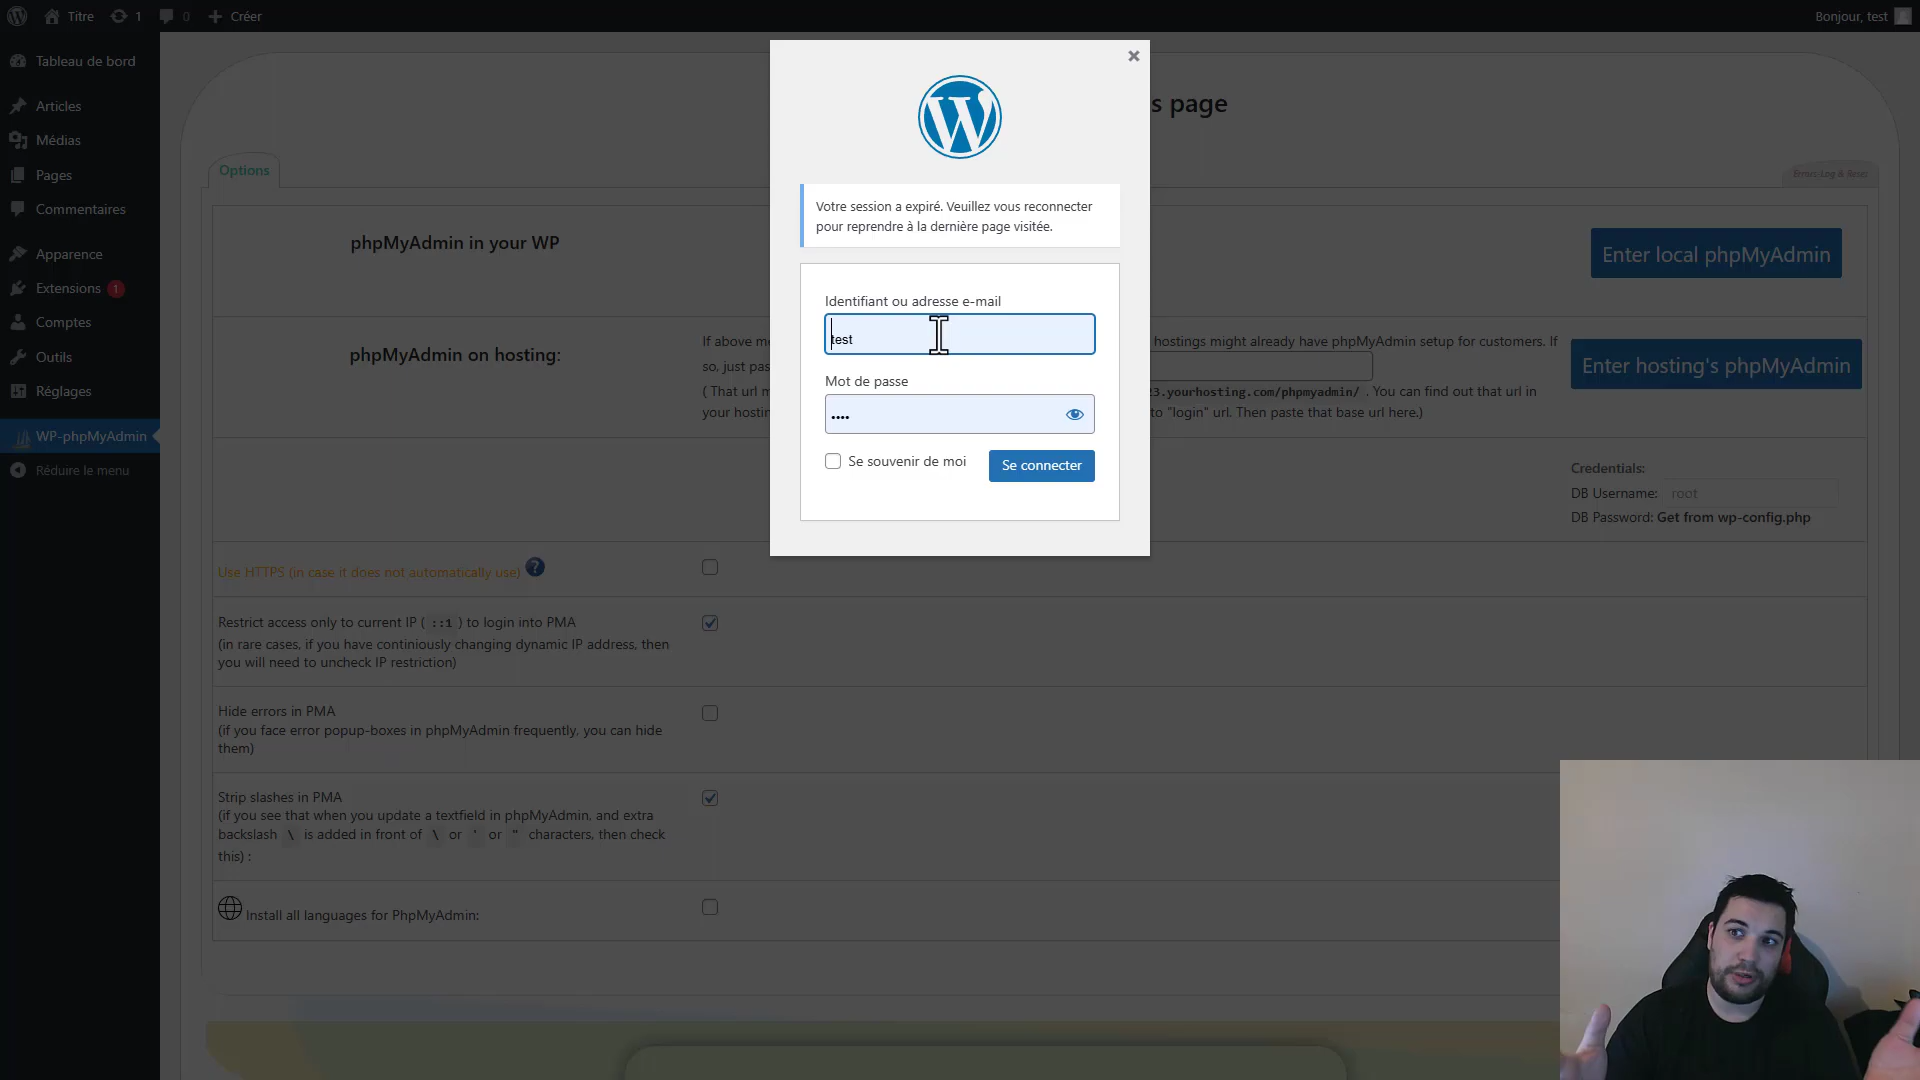 Titre
1
0
Créer
Bonjour, test
Tableau de bord
Articles
Médias
Pages
Commentaires
Apparence
Extensions 1
Comptes
Outils
Réglages
WP-phpMyAdmin
Réduire le menu
s page
Options
Errors Log & Reset
phpMyAdmin in your WP
Enter local phpMyAdmin
phpMyAdmin on hosting:
If above m
hostings might already have phpMyAdmin setup for customers. If
so, just pas
( That url m
3.yourhosting.com/phpmyadmin/ . You can find out that url in
your hostin
to "login" url. Then paste that base url here.)
Enter hosting's phpMyAdmin
Credentials:
DB Username: root
DB Password: Get from wp-config.php
Use HTTPS (in case it does not automatically use) ?
Restrict access only to current IP ( ::1 ) to login into PMA
(in rare cases, if you have continiously changing dynamic IP address, then
you will need to uncheck IP restriction)
Hide errors in PMA
(if you face error popup-boxes in phpMyAdmin frequently, you can hide
them)
Strip slashes in PMA
(if you see that when you update a textfield in phpMyAdmin, and extra
backslash \ is added in front of \ or ' or " characters, then check
this) :
Install all languages for PhpMyAdmin:
Votre session a expiré. Veuillez vous reconnecter
pour reprendre à la dernière page visitée.
Identifiant ou adresse e-mail
test
Mot de passe
••••
Se souvenir de moi
Se connecter